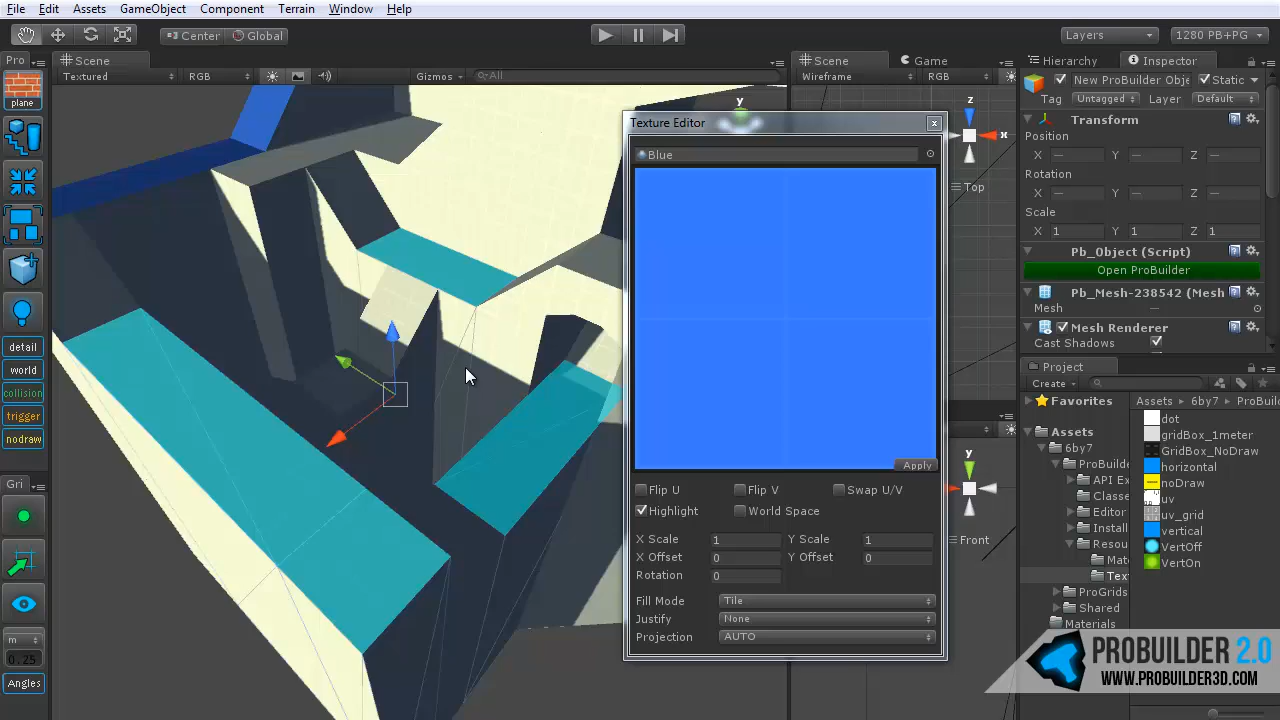 File Edit Assets GameObject Component Terrain Window Help
Center Global Layers 1280 PB+PG
Pro Scene Scene Game Hierarchy Inspector
Textured RGB Gizmos All Wireframe RGB
plane
New ProBuilder Obje Static
Tag Untagged Layer Default
Transform
Position
X — Y — Z —
Rotation
X — Y — Z —
Scale
X 1 Y 1 Z 1
Pb_Object (Script)
Open ProBuilder
Pb_Mesh-238542 (Mesh
Mesh —
Mesh Renderer
Cast Shadows
y
z
x
Top
y
Front
Texture Editor
Blue
Apply
Flip U Flip V Swap U/V
Highlight World Space
X Scale 1 Y Scale 1
X Offset 0 Y Offset 0
Rotation 0
Fill Mode Tile
Justify None
Projection AUTO
detail
world
collision
trigger
nodraw
Gri
m
0.25
Angles
Project
Create
Favorites
Assets
6by7
ProBuilde
API Ex
Classe
Editor
Install
Resou
Mate
Text
ProGrids
Shared
Materials
Assets 6by7 ProBuild
dot
gridBox_1meter
GridBox_NoDraw
horizontal
noDraw
uv
uv_grid
vertical
VertOff
VertOn
PROBUILDER 2.0
WWW.PROBUILDER3D.COM